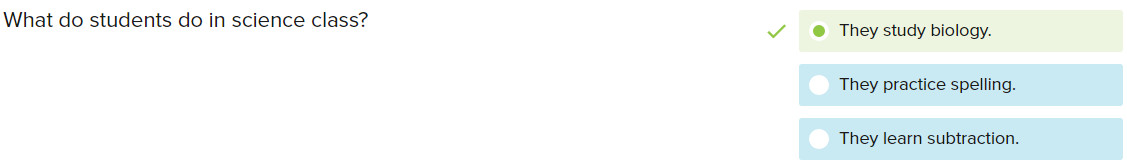 What do students do in science class?
They study biology.
They practice spelling.
They learn subtraction.